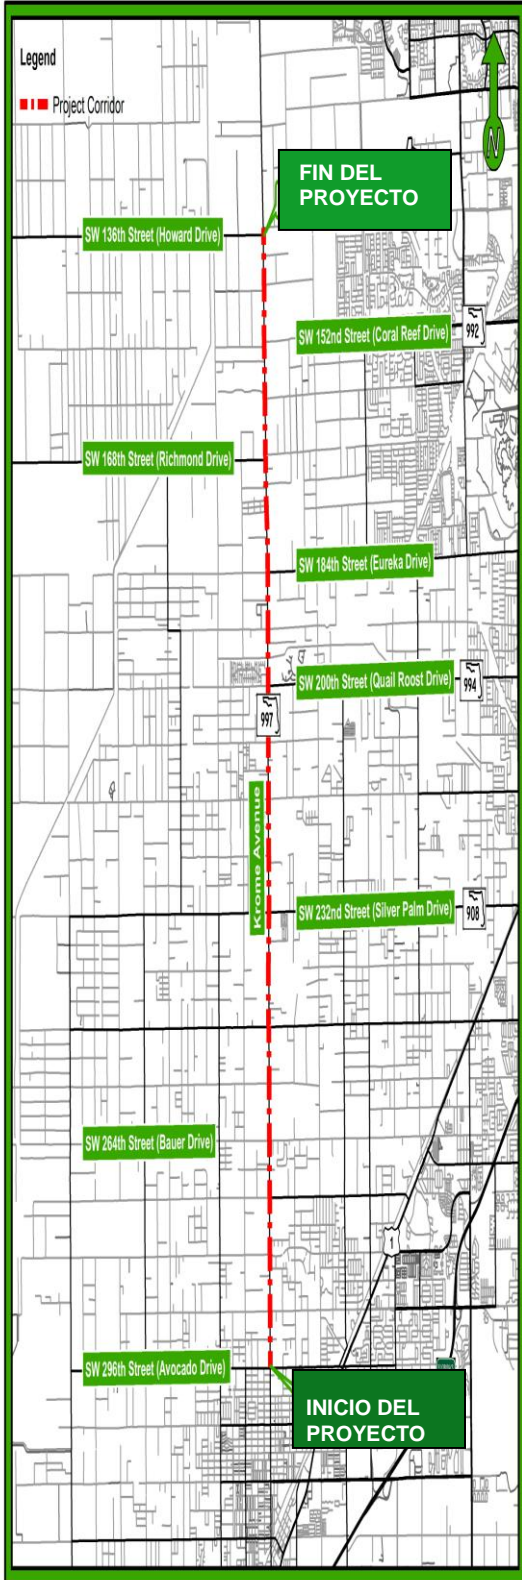 Legend
Project Corridor
N
FIN DEL
PROYECTO
SW 136th Street (Howard Drive)
SW 152nd Street (Coral Reef Drive)
992
SW 168th Street (Richmond Drive)
SW 184th Street (Eureka Drive)
SW 200th Street (Quail Roost Drive)
994
997
Krome Avenue
SW 232nd Street (Silver Palm Drive)
908
SW 264th Street (Bauer Drive)
1
SW 296th Street (Avocado Drive)
INICIO DEL
PROYECTO